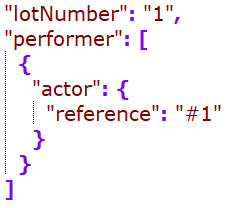 "lotNumber": "1",
"performer": [
  {
    "actor": {
      "reference": "#1"
    }
  }
]